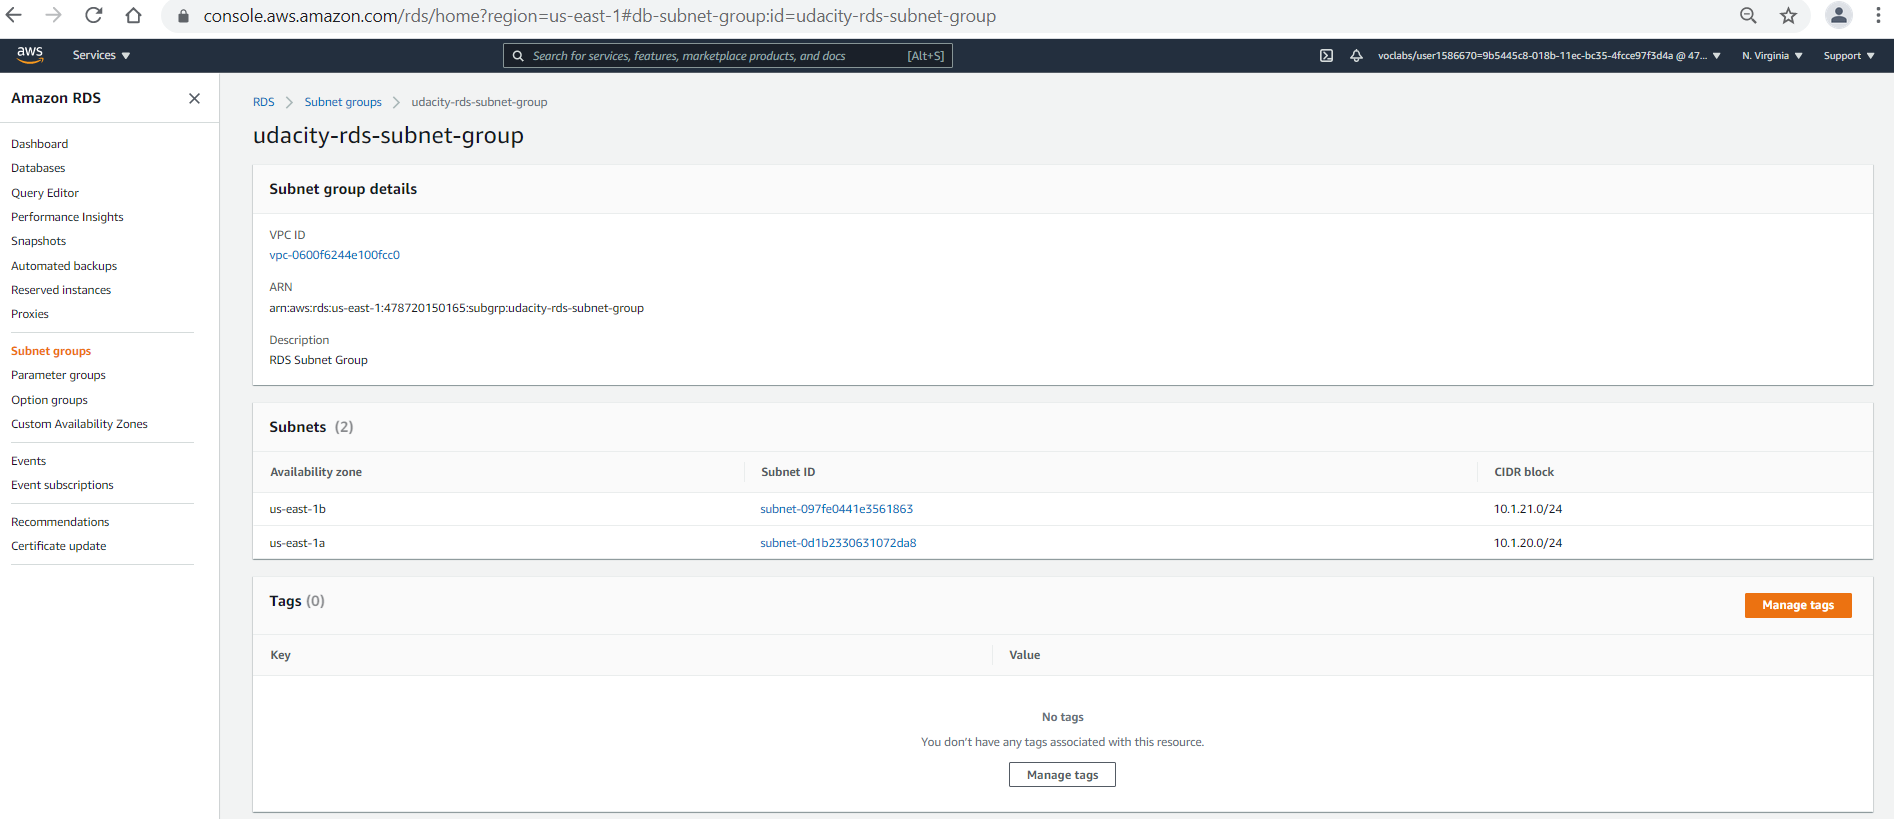 console.aws.amazon.com/rds/home?region=us-east-1#db-subnet-group:id=udacity-rds-subnet-group
aws Services Search for services, features, marketplace products, and docs [Alt+S] voclabs/user1586670=9b5445c8-018b-11ec-bc35-4fcce97f3d4a @ 47... N. Virginia Support
Amazon RDS
Dashboard
Databases
Query Editor
Performance Insights
Snapshots
Automated backups
Reserved instances
Proxies
Subnet groups
Parameter groups
Option groups
Custom Availability Zones
Events
Event subscriptions
Recommendations
Certificate update
RDS Subnet groups udacity-rds-subnet-group
udacity-rds-subnet-group
Subnet group details
VPC ID
vpc-0600f6244e100fcc0
ARN
arn:aws:rds:us-east-1:478720150165:subgrp:udacity-rds-subnet-group
Description
RDS Subnet Group
Subnets (2)
Availability zone Subnet ID CIDR block
us-east-1b subnet-097fe0441e3561863 10.1.21.0/24
us-east-1a subnet-0d1b2330631072da8 10.1.20.0/24
Tags (0) Manage tags
Key Value
No tags
You don't have any tags associated with this resource.
Manage tags